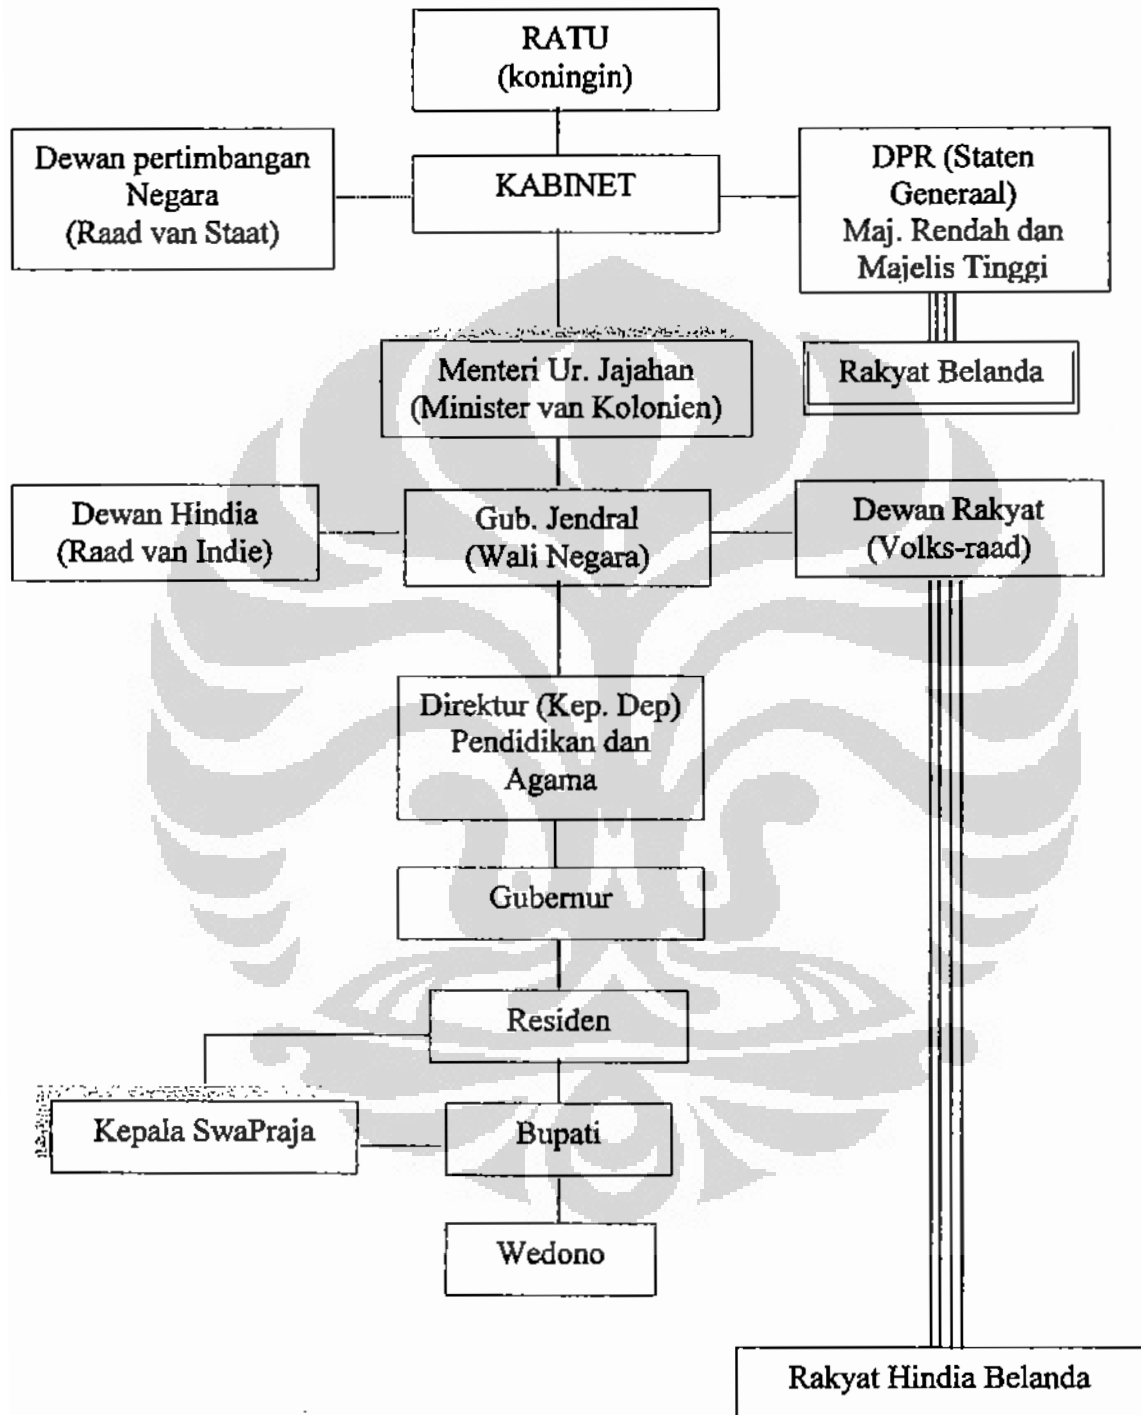 RATU
(koningin)
Dewan pertimbangan
Negara
(Raad van Staat)
KABINET
DPR (Staten
Generaal)
Maj. Rendah dan
Majelis Tinggi
Menteri Ur. Jajahan
(Minister van Kolonien)
Rakyat Belanda
Dewan Hindia
(Raad van Indie)
Gub. Jendral
(Wali Negara)
Dewan Rakyat
(Volks-raad)
Direktur (Kep. Dep)
Pendidikan dan
Agama
Gubernur
Residen
Kepala SwaPraja
Bupati
Wedono
Rakyat Hindia Belanda